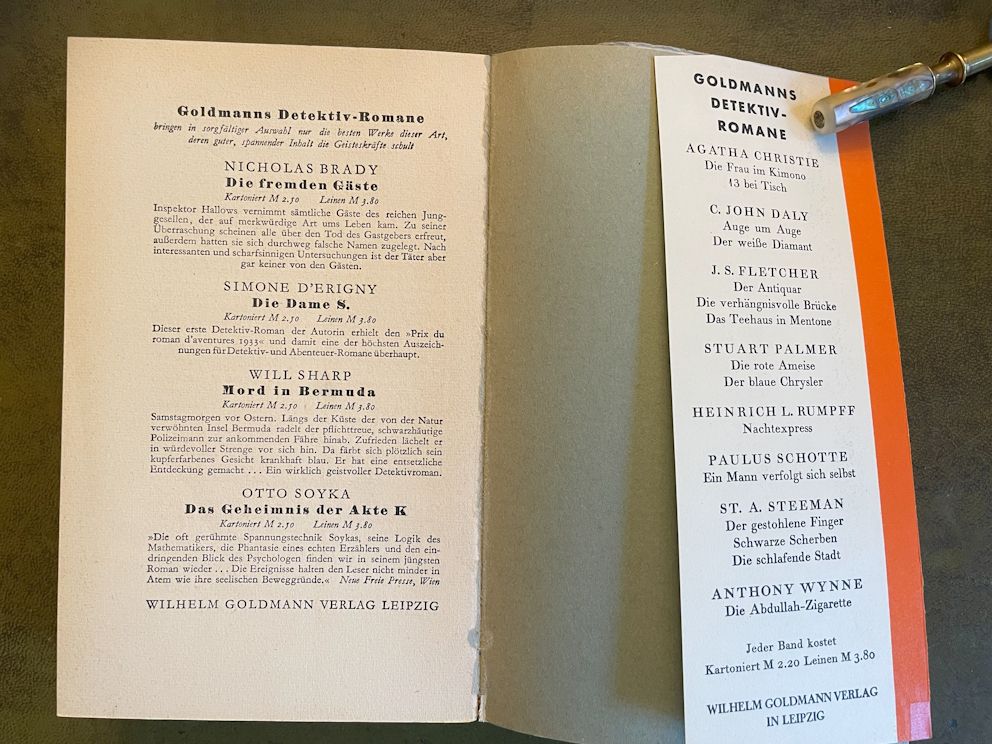 Goldmanns Detektiv-Romane
bringen in sorgfältiger Auswahl nur die besten Werke dieser Art,
deren guter, spannender Inhalt die Geisteskräfte schult
NICHOLAS BRADY
Die fremden Gäste
Kartoniert M 2.50 Leinen M 3.80
Inspektor Hallows vernimmt sämtliche Gäste des reichen Jung-
gesellen, der auf merkwürdige Art ums Leben kam. Zu seiner
Überraschung scheinen alle über den Tod des Gastgebers erfreut,
außerdem hatten sie sich durchweg falsche Namen zugelegt. Nach
interessanten und scharfsinnigen Untersuchungen ist der Täter aber
gar keiner von den Gästen.
SIMONE D'ERIGNY
Die Dame S.
Kartoniert M 2.50 Leinen M 3.80
Dieser erste Detektiv-Roman der Autorin erhielt den »Prix du
roman d'aventures 1933« und damit eine der höchsten Auszeich-
nungen für Detektiv- und Abenteuer-Romane überhaupt.
WILL SHARP
Mord in Bermuda
Kartoniert M 2.50 Leinen M 3.80
Samstagmorgen vor Ostern. Längs der Küste der von der Natur
verwöhnten Insel Bermuda radelt der pflichttreue, schwarzhäutige
Polizeimann zur ankommenden Fähre hinab. Zufrieden lächelt er
in würdevoller Strenge vor sich hin. Da färbt sich plötzlich sein
kupferfarbenes Gesicht krankhaft blau. Er hat eine entsetzliche
Entdeckung gemacht ... Ein wirklich geistvoller Detektivroman.
OTTO SOYKA
Das Geheimnis der Akte K
Kartoniert M 2.50 Leinen M 3.80
»Die oft gerühmte Spannungstechnik Soykas, seine Logik des
Mathematikers, die Phantasie eines echten Erzählers und den ein-
dringenden Blick des Psychologen finden wir in seinem jüngsten
Roman wieder ... Die Ereignisse halten den Leser nicht minder in
Atem wie ihre seelischen Beweggründe.« Neue Freie Presse, Wien
WILHELM GOLDMANN VERLAG LEIPZIG
GOLDMANNS
DETEKTIV-
ROMANE
AGATHA CHRISTIE
Die Frau im Kimono
13 bei Tisch
C. JOHN DALY
Auge um Auge
Der weiße Diamant
J. S. FLETCHER
Der Antiquar
Die verhängnisvolle Brücke
Das Teehaus in Mentone
STUART PALMER
Die rote Ameise
Der blaue Chrysler
HEINRICH L. RUMPFF
Nachtexpress
PAULUS SCHOTTE
Ein Mann verfolgt sich selbst
ST. A. STEEMAN
Der gestohlene Finger
Schwarze Scherben
Die schlafende Stadt
ANTHONY WYNNE
Die Abdullah-Zigarette
Jeder Band kostet
Kartoniert M 2.20 Leinen M 3.80
WILHELM GOLDMANN VERLAG
IN LEIPZIG